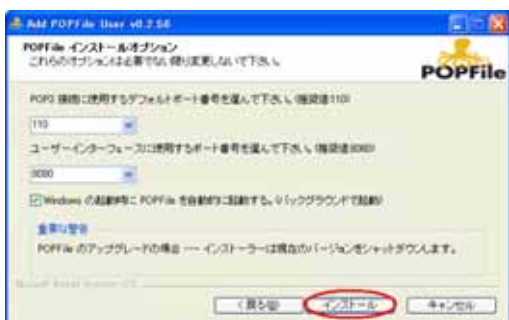 Add POPFile User v0.2.56
POPFile インストールオプション
これらのオプションは必要でない限り変更しないで下さい。
POPFile
POP3 接続に使用するデフォルトポート番号を選んで下さい。(推奨値110)
110
ユーザーインターフェースに使用するポート番号を選んで下さい。(推奨値8080)
8080
Windows の起動時に POPFile を自動的に起動する。(バックグラウンドで起動)
重要な警告
POPFile のアップグレードの場合 --- インストーラーは現在のバージョンをシャットダウンします。
< 戻る(B)
インストール
キャンセル